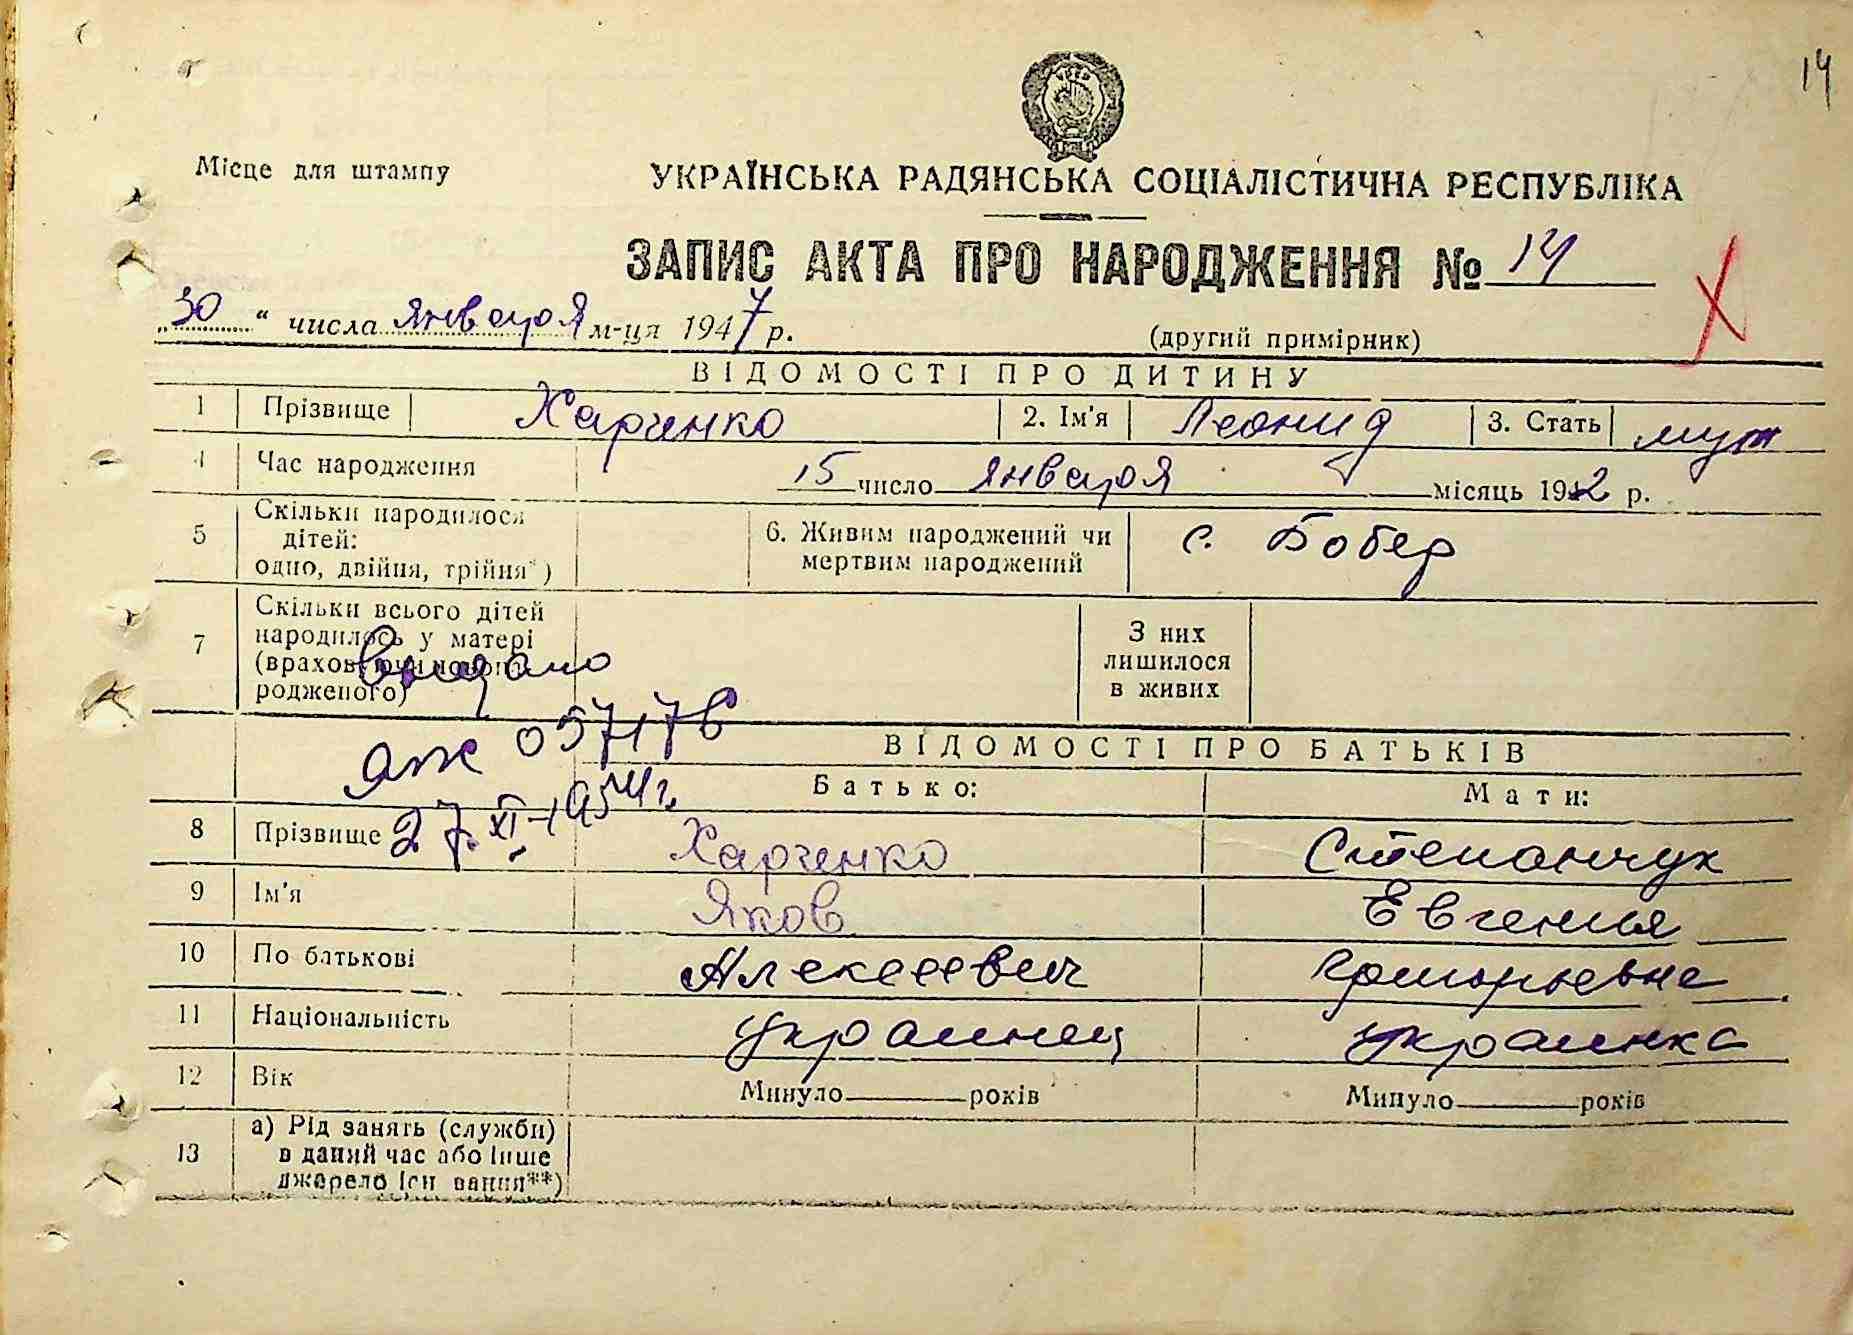 14
Місце для штампу
УКРАЇНСЬКА РАДЯНСЬКА СОЦІАЛІСТИЧНА РЕСПУБЛІКА
ЗАПИС АКТА ПРО НАРОДЖЕННЯ № 14
„30“ числа января м-ця 1947 р.
(другий примірник)
ВІДОМОСТІ ПРО ДИТИНУ
1 Прізвище Харченко 2. Ім'я Леонид 3. Стать муж
4 Час народження 15 число января місяць 1942 р.
5 Скільки народилося дітей: одно, двійня, трійня*)
6. Живим народжений чи мертвим народжений с. Бобер
7 Скільки всього дітей народилось у матері (враховуючи новонародженого)
З них лишилося в живих
Видано
ЯЖ 057176
27.XI-1954 г.
ВІДОМОСТІ ПРО БАТЬКІВ
Батько: Мати:
8 Прізвище Харченко Степанчук
9 Ім'я Яков Евгения
10 По батькові Алексеевич Григорьевна
11 Національність украинец украинка
12 Вік Минуло років Минуло років
13 а) Рід занять (служби) в даний час або інше джерело існування**)